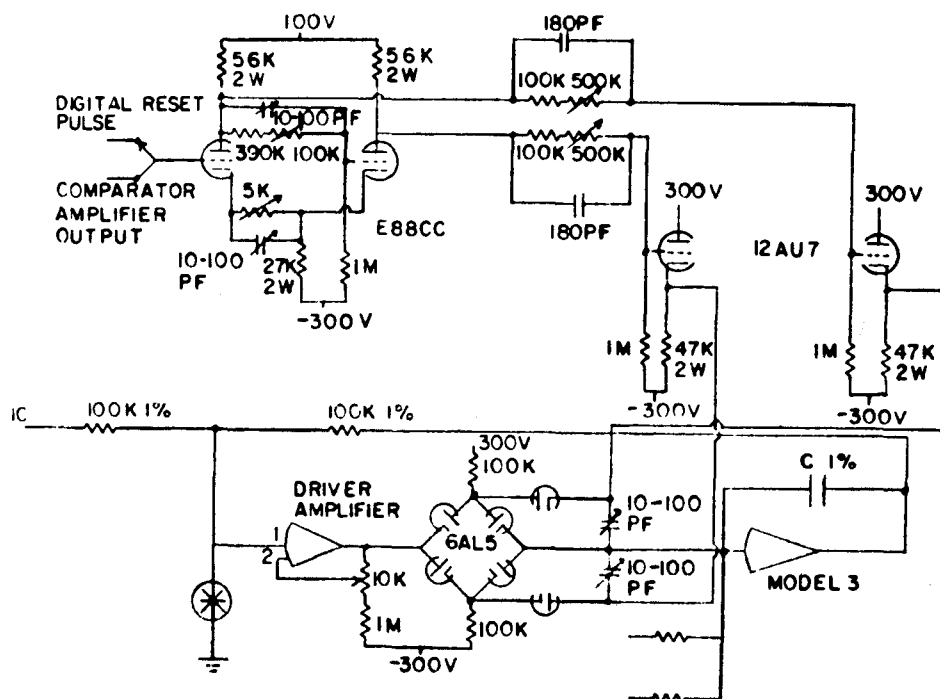 100V
56K
2W
56K
2W
180PF
100K 500K
DIGITAL RESET
PULSE
10-100PF
390K 100K
100K 500K
COMPARATOR
AMPLIFIER
OUTPUT
5K
E88CC
180PF
300V
300V
12AU7
10-100
PF
27K
2W
1M
-300V
1M
47K
2W
1M
47K
2W
-300V
-300V
IC
100K 1%
100K 1%
300V
100K
C 1%
DRIVER
AMPLIFIER
10-100
PF
1
2
6AL5
10K
10-100
PF
MODEL 3
1M
100K
-300V